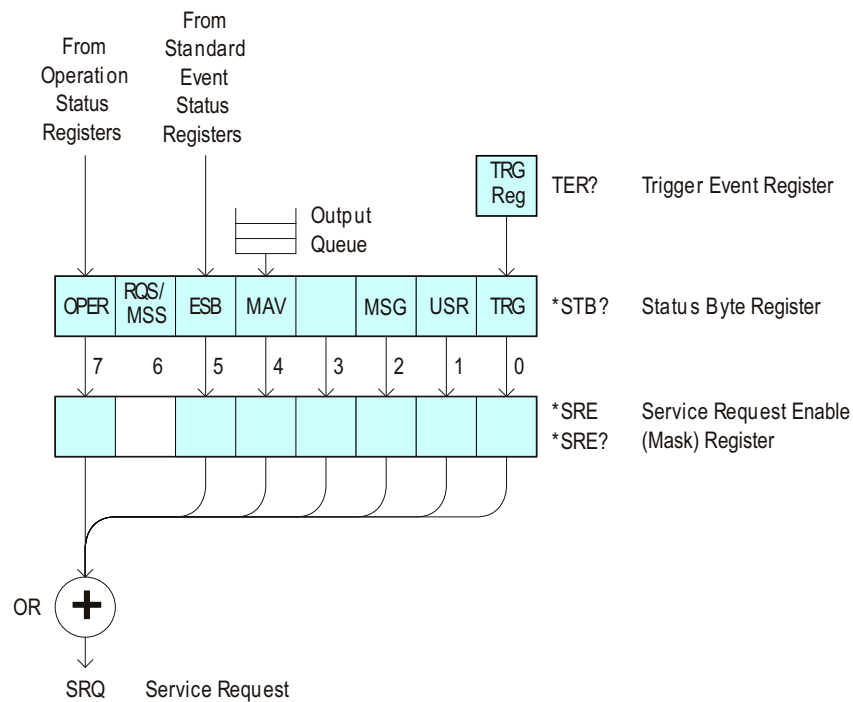 From
Operation
Status
Registers
From
Standard
Event
Status
Registers
TRG
Reg
TER? Trigger Event Register
Output
Queue
OPER RQS/
MSS ESB MAV MSG USR TRG *STB? Status Byte Register
7 6 5 4 3 2 1 0
*SRE Service Request Enable
*SRE? (Mask) Register
OR +
SRQ Service Request